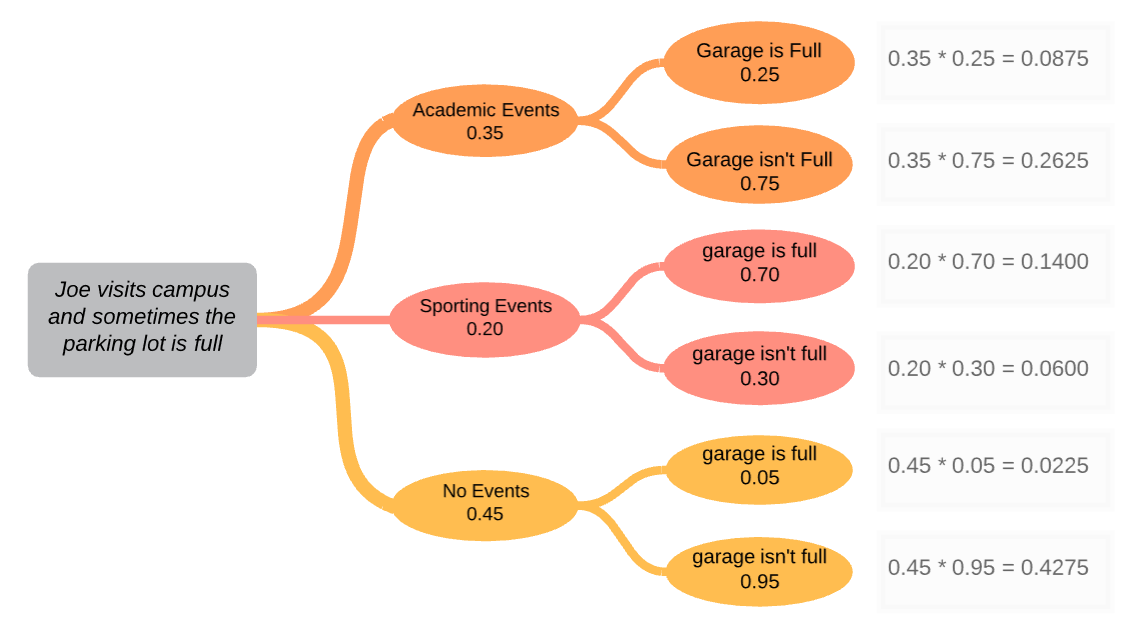 Joe visits campus
and sometimes the
parking lot is full
Academic Events
0.35
Garage is Full
0.25
0.35 * 0.25 = 0.0875
Garage isn't Full
0.75
0.35 * 0.75 = 0.2625
Sporting Events
0.20
garage is full
0.70
0.20 * 0.70 = 0.1400
garage isn't full
0.30
0.20 * 0.30 = 0.0600
No Events
0.45
garage is full
0.05
0.45 * 0.05 = 0.0225
garage isn't full
0.95
0.45 * 0.95 = 0.4275